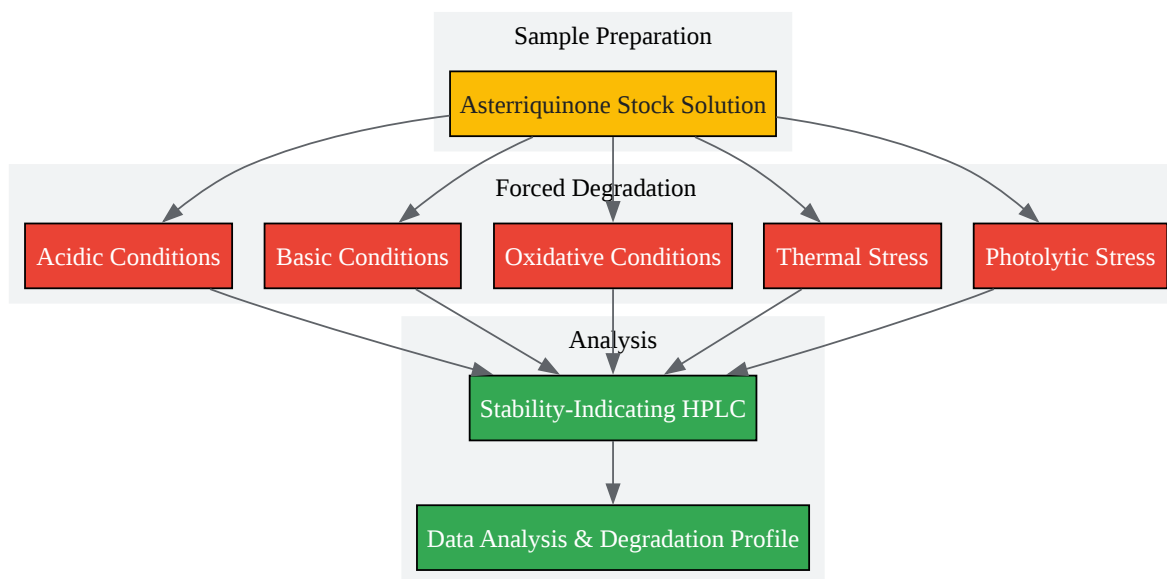 Sample Preparation
Asterriquinone Stock Solution
Forced Degradation
Acidic Conditions
Basic Conditions
Oxidative Conditions
Thermal Stress
Photolytic Stress
Analysis
Stability-Indicating HPLC
Data Analysis & Degradation Profile